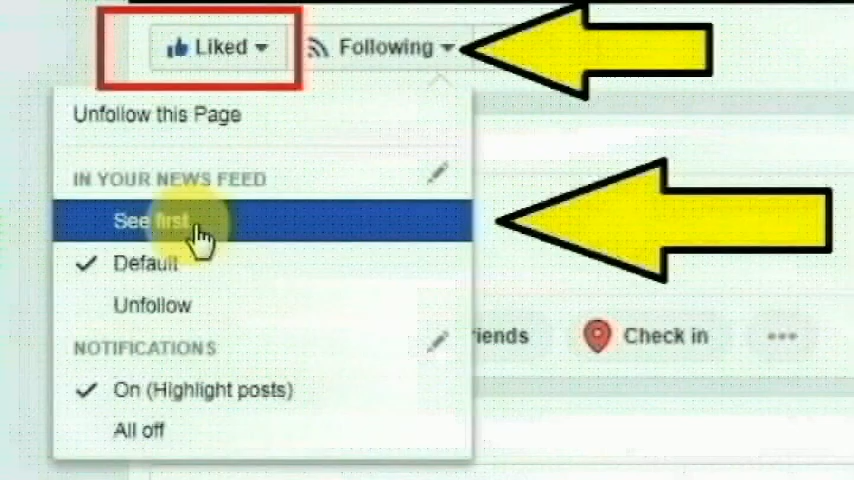 Liked Following
Unfollow this Page
IN YOUR NEWS FEED
See first
Default
Unfollow
riends Check in
NOTIFICATIONS
On (Highlight posts)
All off